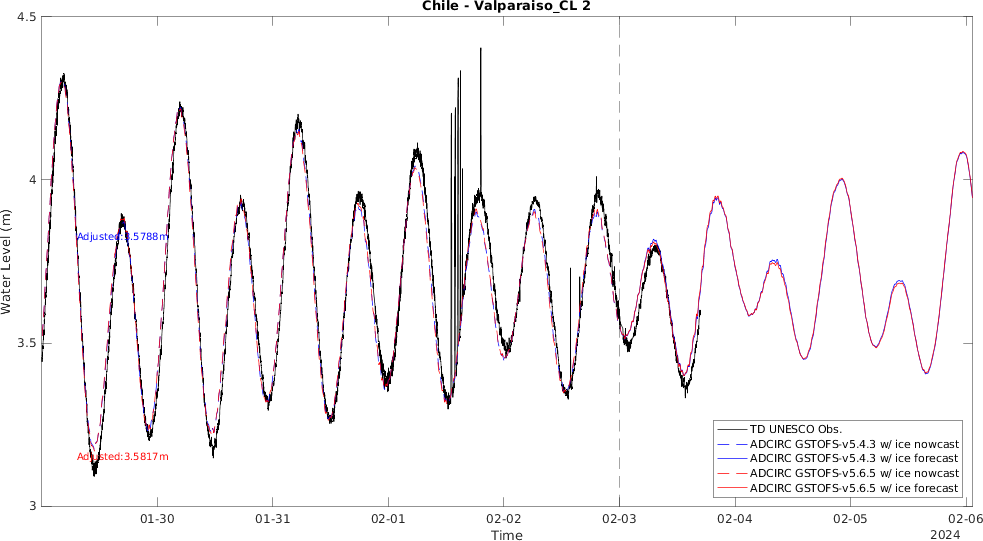 Chile - Valparaiso_CL 2
4.5
4
3.5
3
Water Level (m)
Adjusted:3.5788m
Adjusted:3.5817m
TD UNESCO Obs.
ADCIRC GSTOFS-v5.4.3 w/ ice nowcast
ADCIRC GSTOFS-v5.4.3 w/ ice forecast
ADCIRC GSTOFS-v5.6.5 w/ ice nowcast
ADCIRC GSTOFS-v5.6.5 w/ ice forecast
01-30 01-31 02-01 02-02 02-03 02-04 02-05 02-06
Time
2024